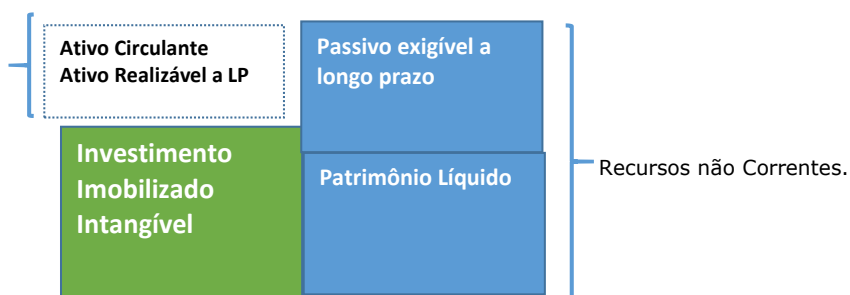 Ativo Circulante
Ativo Realizável a LP
Passivo exigível a
longo prazo
Investimento
Imobilizado
Intangível
Patrimônio Líquido
Recursos não Correntes.